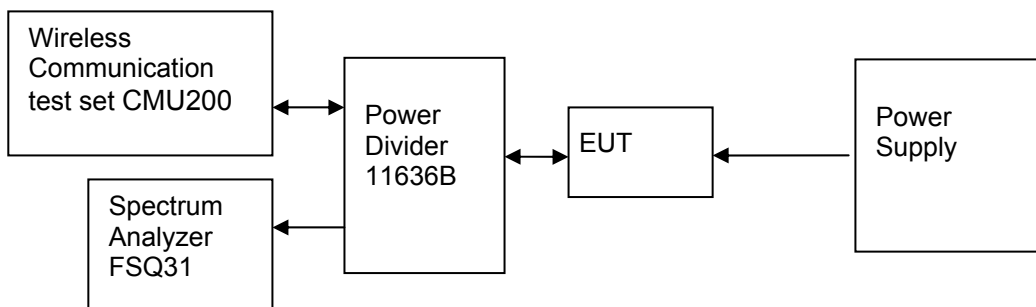 Wireless
Communication
test set CMU200
Power
Divider
11636B
EUT
Power
Supply
Spectrum
Analyzer
FSQ31